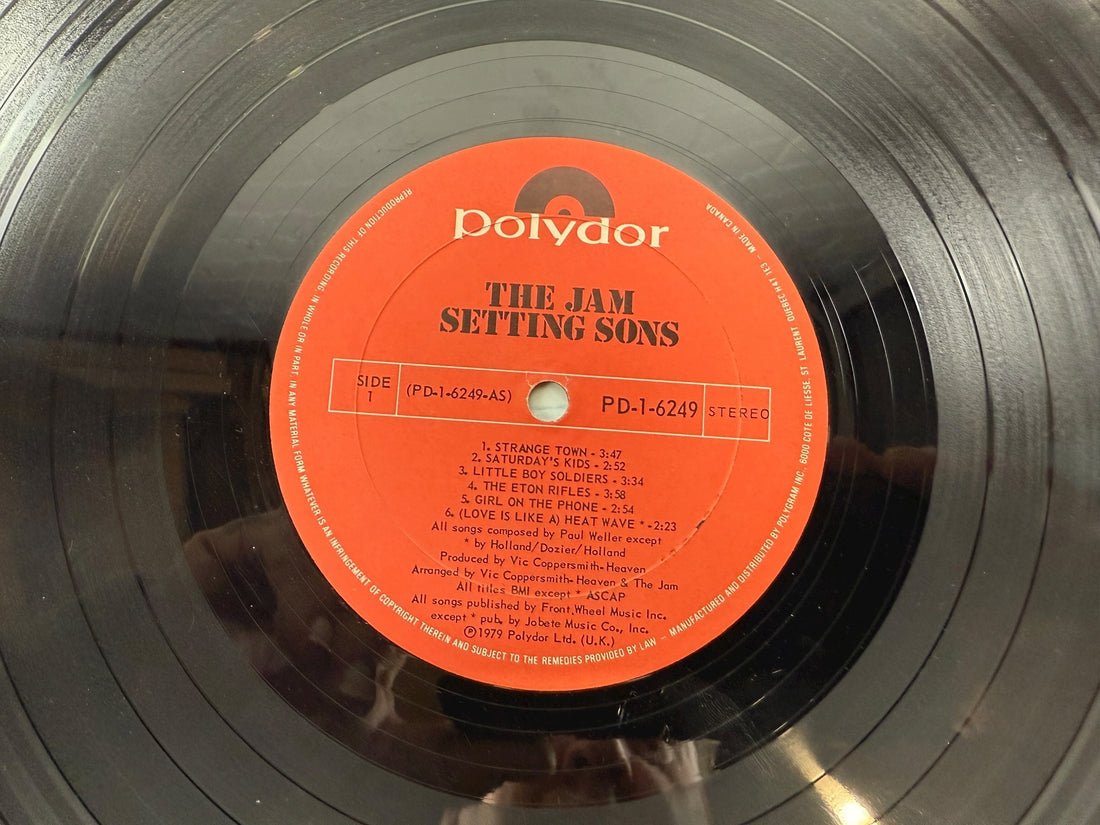 polydor
THE JAM
SETTING SONS
SIDE
1
(PD-1-6249-AS)
PD-1-6249
STEREO
1. STRANGE TOWN - 3:47
2. SATURDAY'S KIDS - 2:52
3. LITTLE BOY SOLDIERS - 3:34
4. THE ETON RIFLES - 3:58
5. GIRL ON THE PHONE - 2:54
6. (LOVE IS LIKE A) HEAT WAVE * -2:23
All songs composed by Paul Weller except
* by Holland/Dozier/Holland
Produced by Vic Coppersmith-Heaven
Arranged by Vic Coppersmith-Heaven & The Jam
All titles BMI except * ASCAP
All songs published by Front Wheel Music Inc.
except * pub. by Jobete Music Co., Inc.
℗1979 Polydor Ltd. (U.K.)
REPRODUCTION OF THIS RECORDING, IN WHOLE OR IN PART, IN ANY MATERIAL FORM WHATEVER IS AN INFRINGEMENT OF COPYRIGHT THEREIN AND SUBJECT TO THE REMEDIES PROVIDED BY LAW — MANUFACTURED AND DISTRIBUTED BY POLYGRAM INC., 6000 COTE DE LIESSE, ST. LAURENT, QUEBEC H4T 1E3 — MADE IN CANADA